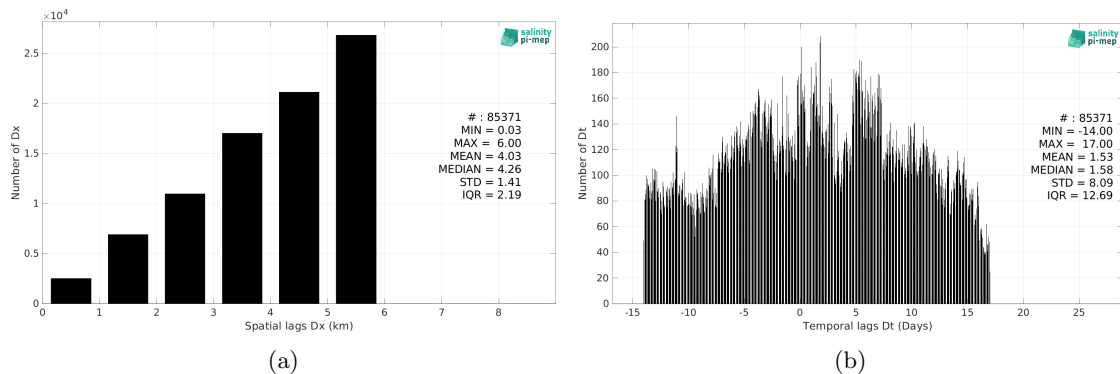 ×10⁴
2.5
2
1.5
1
0.5
0
0 1 2 3 4 5 6 7 8
Number of Dx
Spatial lags Dx (km)
salinity
pi-mep
# : 85371
MIN = 0.03
MAX = 6.00
MEAN = 4.03
MEDIAN = 4.26
STD = 1.41
IQR = 2.19
(a)
200
180
160
140
120
100
80
60
40
20
0
-15 -10 -5 0 5 10 15 20 25
Number of Dt
Temporal lags Dt (Days)
salinity
pi-mep
# : 85371
MIN = -14.00
MAX = 17.00
MEAN = 1.53
MEDIAN = 1.58
STD = 8.09
IQR = 12.69
(b)